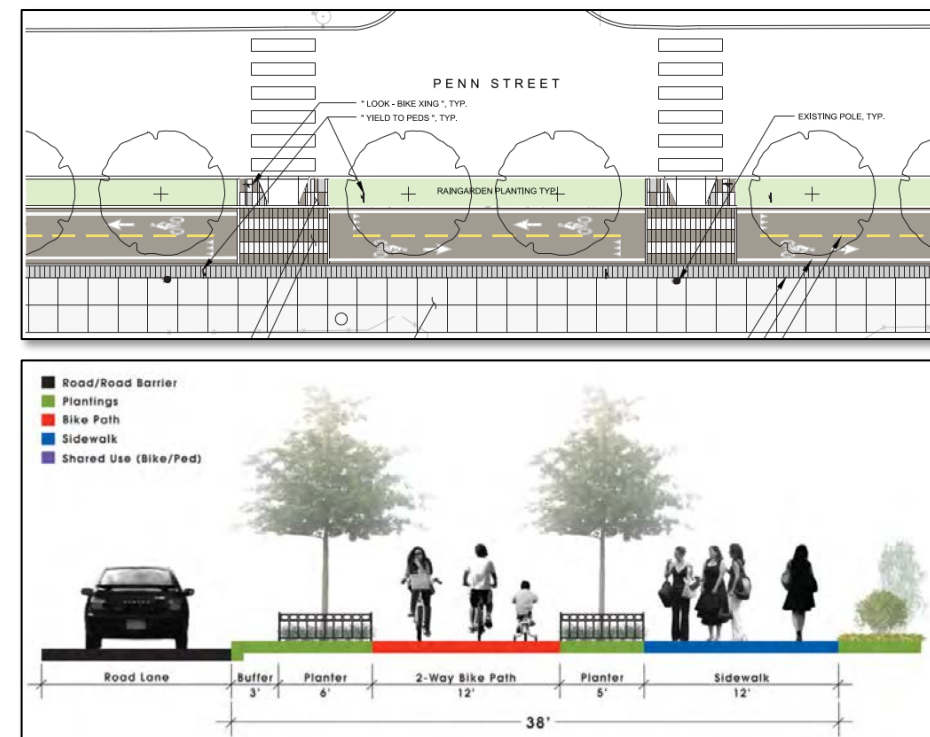 PENN STREET
" LOOK - BIKE XING ", TYP.
" YIELD TO PEDS ", TYP.
EXISTING POLE, TYP.
RAINGARDEN PLANTING TYP.
Road/Road Barrier
Plantings
Bike Path
Sidewalk
Shared Use (Bike/Ped)
Road Lane
Buffer
3'
Planter
6'
2-Way Bike Path
12'
Planter
5'
Sidewalk
12'
38'